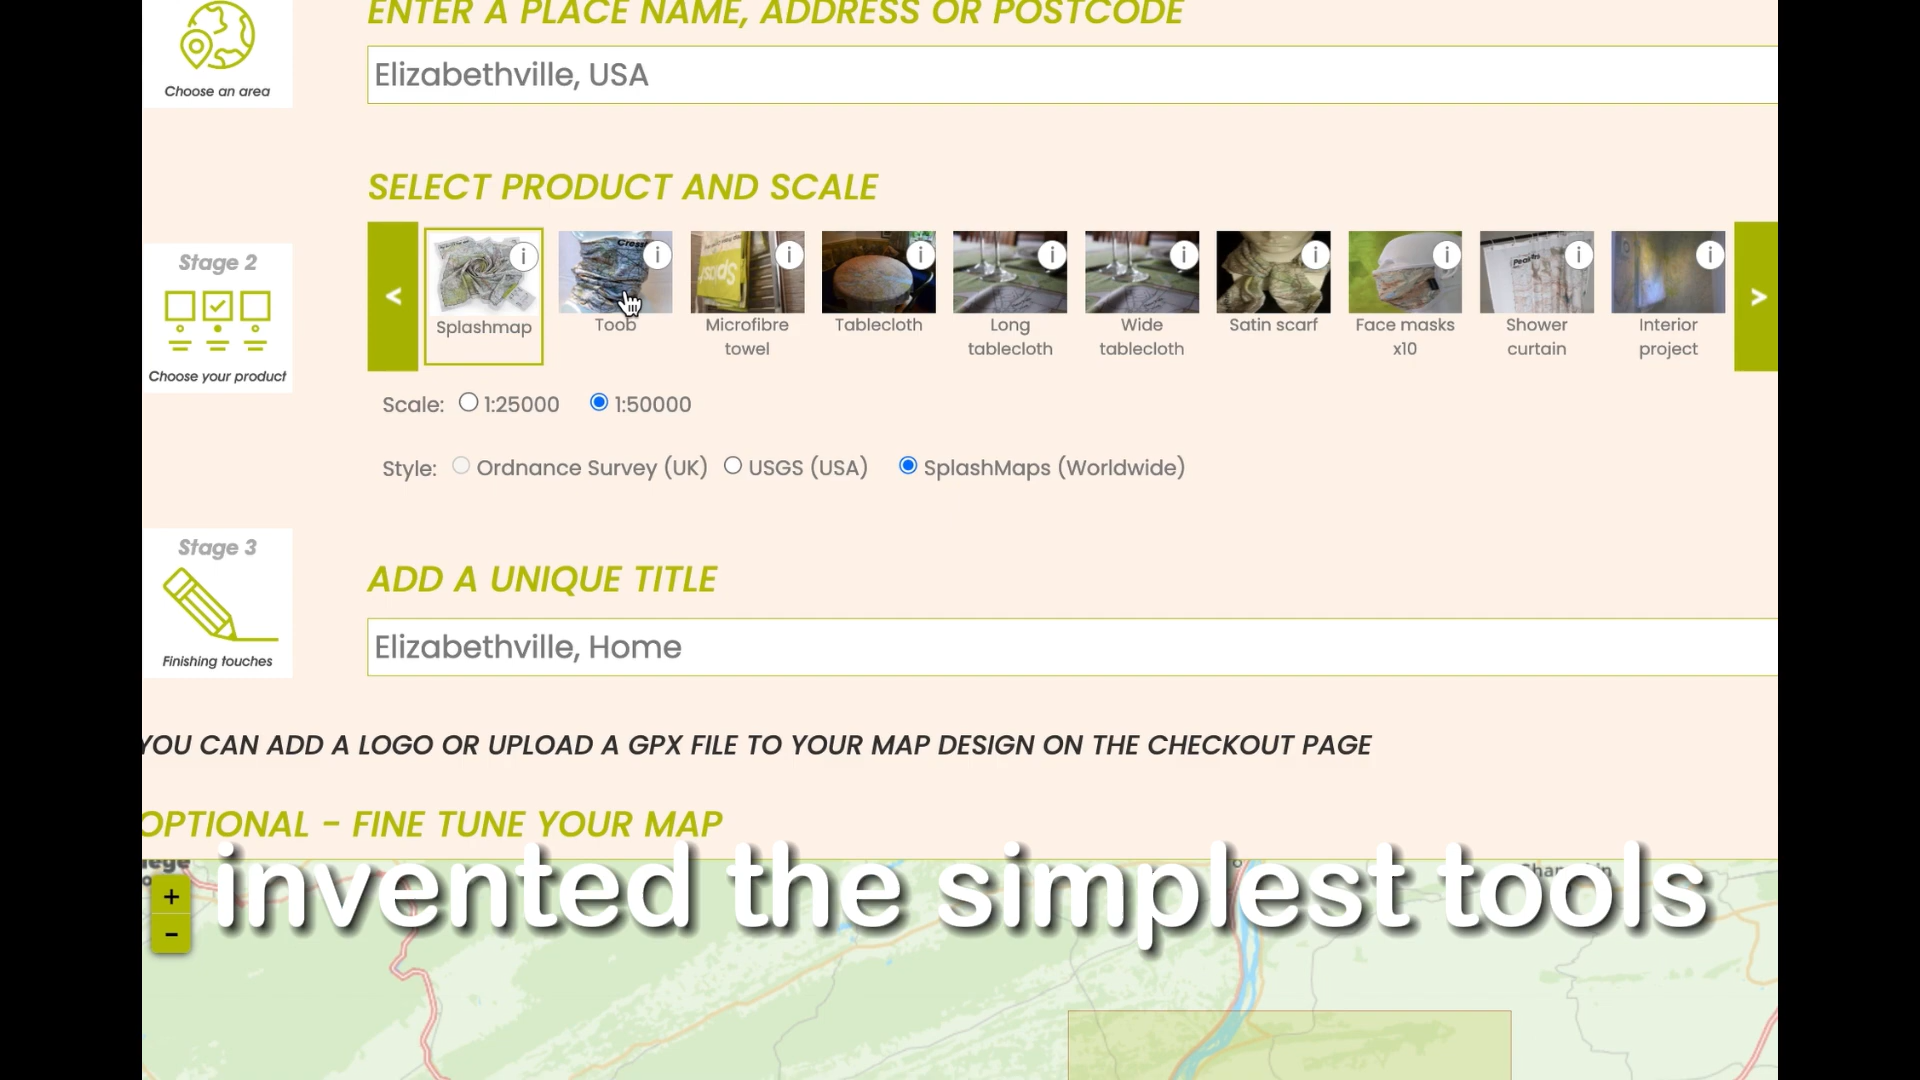 ENTER A PLACE NAME, ADDRESS OR POSTCODE
Choose an area
Elizabethville, USA
SELECT PRODUCT AND SCALE
Stage 2
Choose your product
<
Splashmap
Toob
Microfibre towel
Tablecloth
Long tablecloth
Wide tablecloth
Satin scarf
Face masks x10
Shower curtain
Interior project
>
Scale: 1:25000 1:50000
Style: Ordnance Survey (UK) USGS (USA) SplashMaps (Worldwide)
Stage 3
Finishing touches
ADD A UNIQUE TITLE
Elizabethville, Home
YOU CAN ADD A LOGO OR UPLOAD A GPX FILE TO YOUR MAP DESIGN ON THE CHECKOUT PAGE
OPTIONAL - FINE TUNE YOUR MAP
+
-
invented the simplest tools